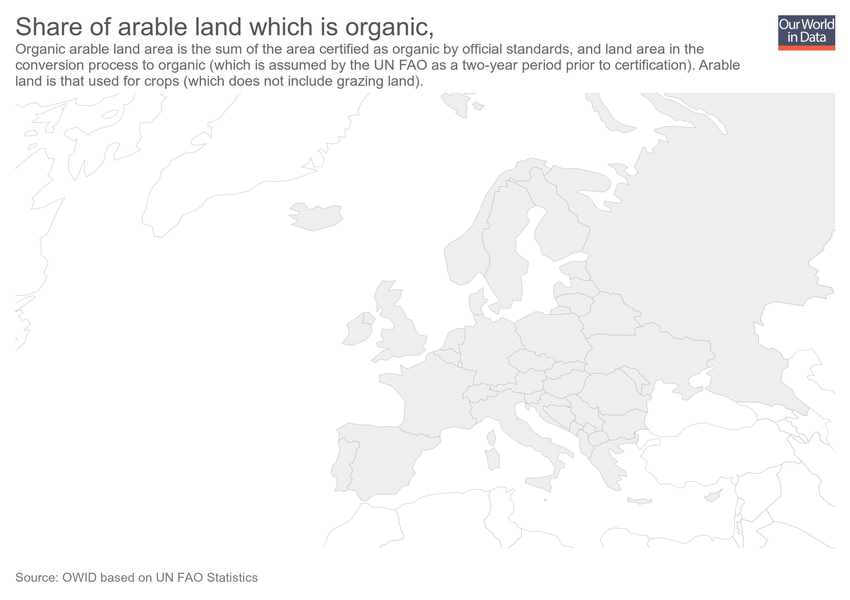 Share of arable land which is organic,
Our World
in Data
Organic arable land area is the sum of the area certified as organic by official standards, and land area in the
conversion process to organic (which is assumed by the UN FAO as a two-year period prior to certification). Arable
land is that used for crops (which does not include grazing land).
Source: OWID based on UN FAO Statistics